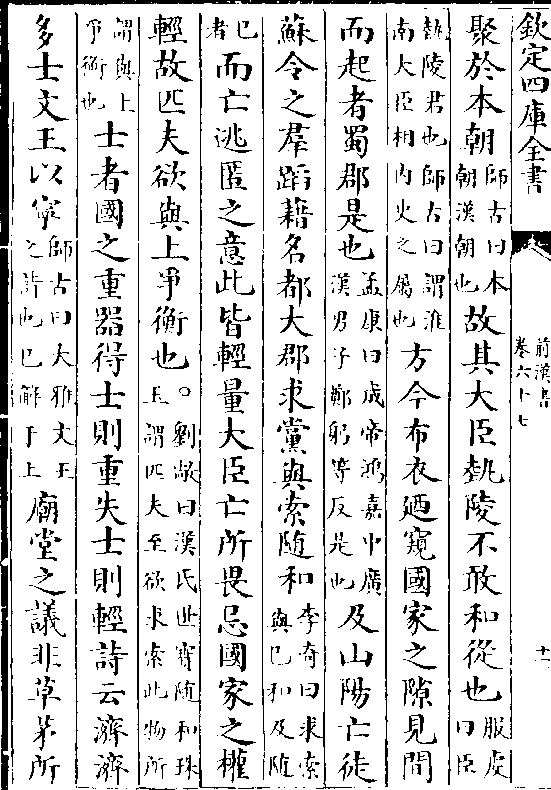 欽定四庫全書
前漢書
卷六十七
十一
聚於本朝師古曰本朝漢朝也故其大臣埶陵不敢和從也服虔曰臣
埶陵君也師古曰謂淮南大臣相内史之屬也方今布衣廼窺國家之隙見間
而起者蜀郡是也孟康曰成帝鴻嘉中廣漢男子鄭躬等反是也及山陽亡徒
蘇令之羣蹈藉名都大郡求黨與索隨和李奇曰求索與已和及隨
已者而亡逃匿之意此皆輕量大臣亡所畏忌國家之權
輕故匹夫欲與上爭衡也○劉敞曰漢氏世寳隨和珠玉謂匹夫至欲求索此物所
謂與上爭衡也士者國之重器得士則重失士則輕詩云濟濟
多士文王以寧師古曰大雅文王之詩也已解于上廟堂之議非草茅所